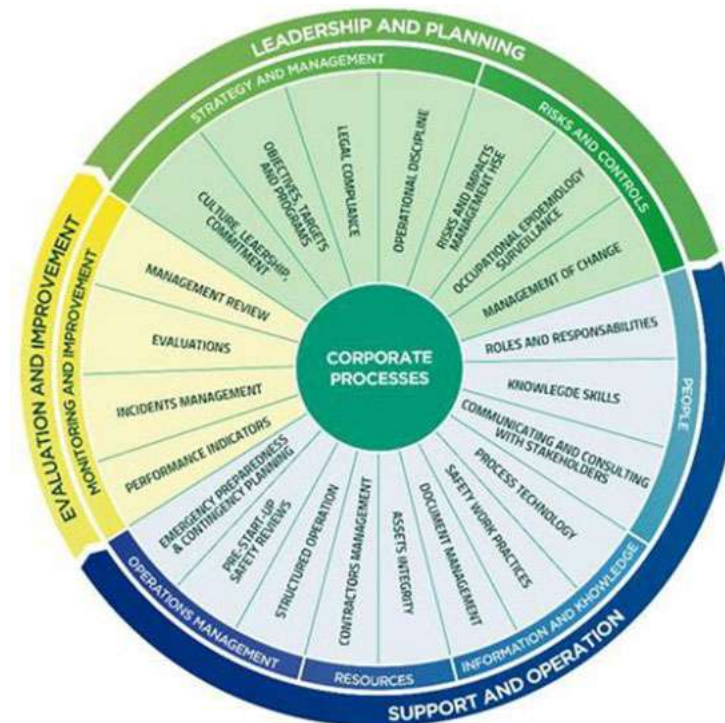 LEADERSHIP AND PLANNING
STRATEGY AND MANAGEMENT
RISKS AND CONTROLS
CULTURE, LEAERSHIP,
COMMITMENT
OBJECTIVES, TARGETS
AND PROGRAMS
LEGAL COMPLIANCE
OPERATIONAL DISCIPLINE
RISKS AND IMPACTS
MANAGEMENT HSE
OCCUPATIONAL EPIDEMIOLOGY
SURVEILLANCE
MANAGEMENT OF CHANGE
CORPORATE
PROCESSES
PEOPLE
ROLES AND RESPONSABILITIES
KNOWLEGDE SKILLS
COMMUNICATING AND CONSULTING
WITH STAKEHOLDERS
PROCESS TECHNOLOGY
SAFETY WORK PRACTICES
DOCUMENT MANAGEMENT
ASSETS INTEGRITY
CONTRACTORS MANAGEMENT
STRUCTURED OPERATION
PRE-START-UP
SAFETY REVIEWS
EMERGENCY PREPAREDNESS
& CONTINGENCY PLANNING
INFORMATION AND KNOWLEDGE
RESOURCES
OPERATIONS MANAGEMENT
SUPPORT AND OPERATION
PERFORMANCE INDICATORS
INCIDENTS MANAGEMENT
EVALUATIONS
MANAGEMENT REVIEW
MONITORING AND IMPROVEMENT
EVALUATION AND IMPROVEMENT